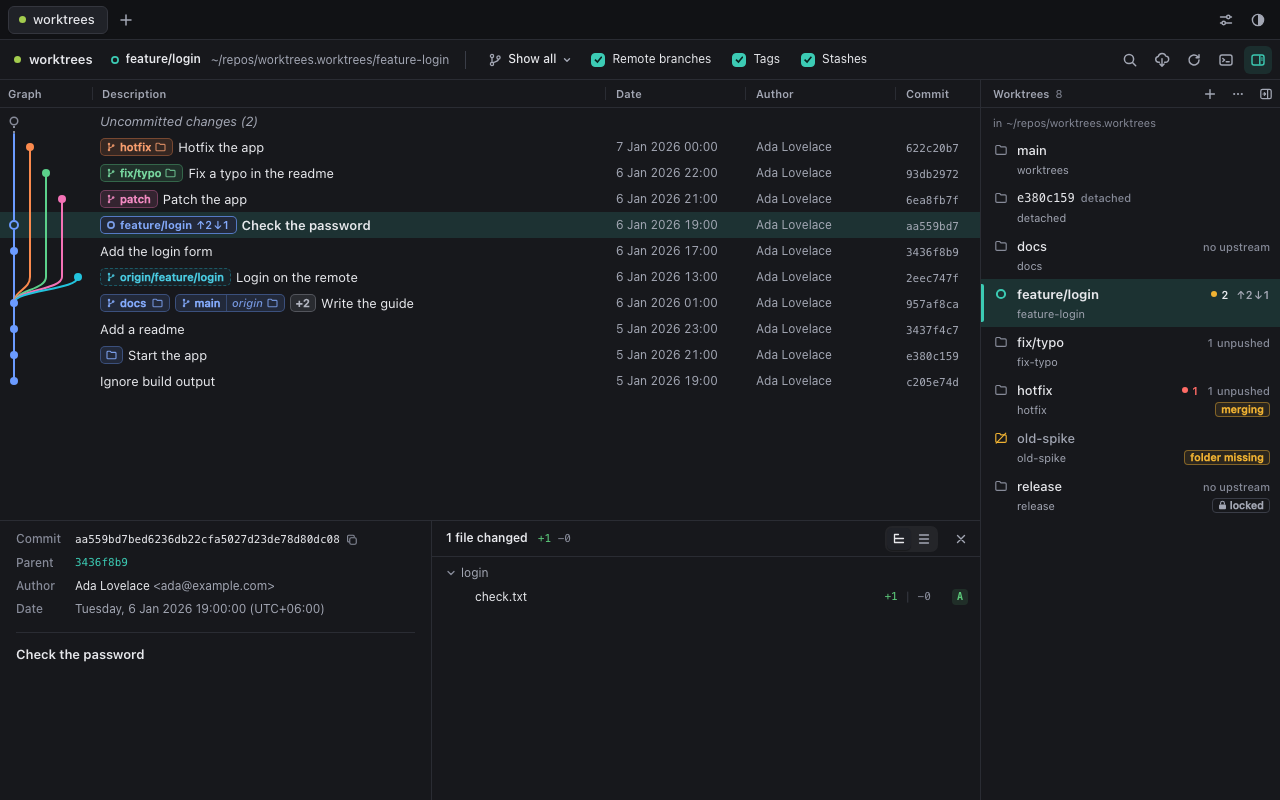 worktrees
worktrees feature/login ~/repos/worktrees.worktrees/feature-login Show all Remote branches Tags Stashes
Graph Description Date Author Commit
Uncommitted changes (2)
hotfix Hotfix the app 7 Jan 2026 00:00 Ada Lovelace 622c20b7
fix/typo Fix a typo in the readme 6 Jan 2026 22:00 Ada Lovelace 93db2972
patch Patch the app 6 Jan 2026 21:00 Ada Lovelace 6ea8fb7f
feature/login ↑2↓1 Check the password 6 Jan 2026 19:00 Ada Lovelace aa559bd7
Add the login form 6 Jan 2026 17:00 Ada Lovelace 3436f8b9
origin/feature/login Login on the remote 6 Jan 2026 13:00 Ada Lovelace 2eec747f
docs main origin +2 Write the guide 6 Jan 2026 01:00 Ada Lovelace 957af8ca
Add a readme 5 Jan 2026 23:00 Ada Lovelace 3437f4c7
Start the app 5 Jan 2026 21:00 Ada Lovelace e380c159
Ignore build output 5 Jan 2026 19:00 Ada Lovelace c205e74d
Worktrees 8
in ~/repos/worktrees.worktrees
main
worktrees
e380c159 detached
detached
docs no upstream
docs
feature/login 2 ↑2↓1
feature-login
fix/typo 1 unpushed
fix-typo
hotfix 1 1 unpushed
hotfix merging
old-spike
old-spike folder missing
release no upstream
release locked
Commit aa559bd7bed6236db22cfa5027d23de78d80dc08
Parent 3436f8b9
Author Ada Lovelace <ada@example.com>
Date Tuesday, 6 Jan 2026 19:00:00 (UTC+06:00)
Check the password
1 file changed +1 −0
login
check.txt +1 | −0 A